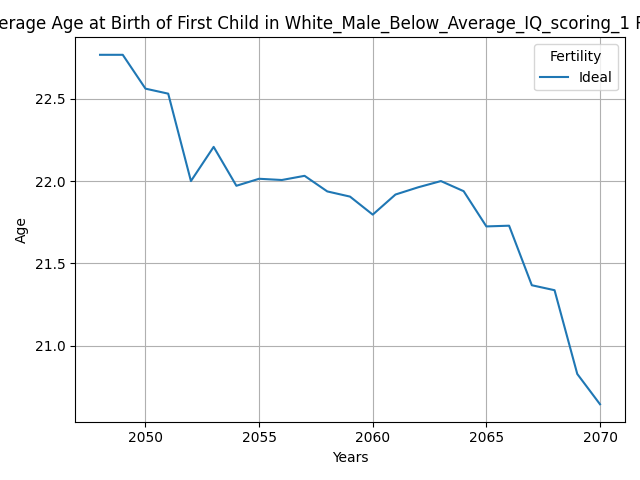 erage Age at Birth of First Child in White_Male_Below_Average_IQ_scoring_1
Fertility
Ideal
22.5
22.0
21.5
21.0
Age
2050 2055 2060 2065 2070
Years